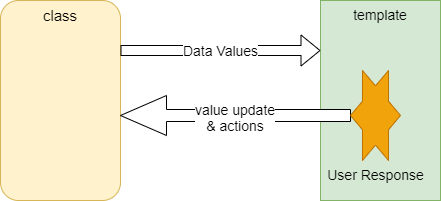 class
template
Data Values
value update
& actions
User Response